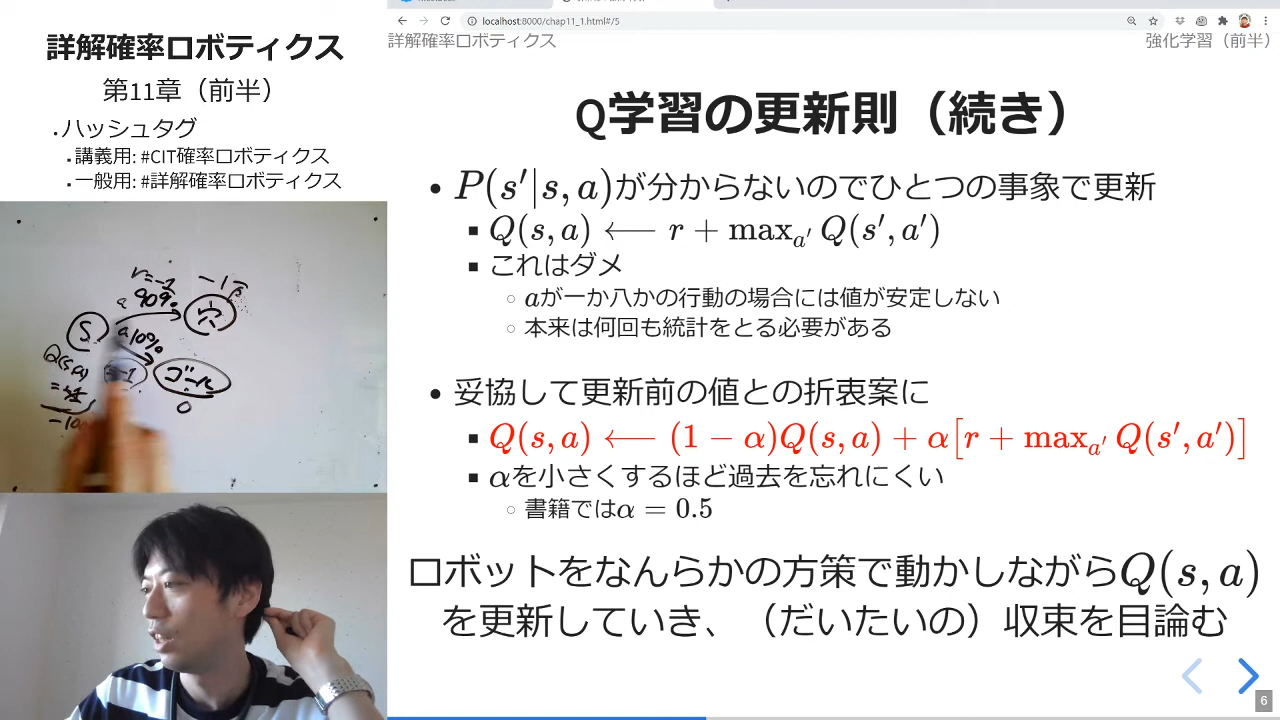 詳解確率ロボティクス
第11章（前半）
ハッシュタグ
講義用: #CIT確率ロボティクス
一般用: #詳解確率ロボティクス
r=-2
-1万
a 90%
穴
S
a 10%
ゴール
0
localhost:8000/chap11_1.html#/5
詳解確率ロボティクス
強化学習（前半）
Q学習の更新則（続き）
P(s′|s, a)が分からないのでひとつの事象で更新
Q(s, a) ⟵ r + max_{a′} Q(s′, a′)
これはダメ
aが一か八かの行動の場合には値が安定しない
本来は何回も統計をとる必要がある
妥協して更新前の値との折衷案に
Q(s, a) ⟵ (1 − α)Q(s, a) + α[r + max_{a′} Q(s′, a′)]
αを小さくするほど過去を忘れにくい
書籍ではα = 0.5
ロボットをなんらかの方策で動かしながらQ(s, a)
を更新していき、（だいたいの）収束を目論む
6